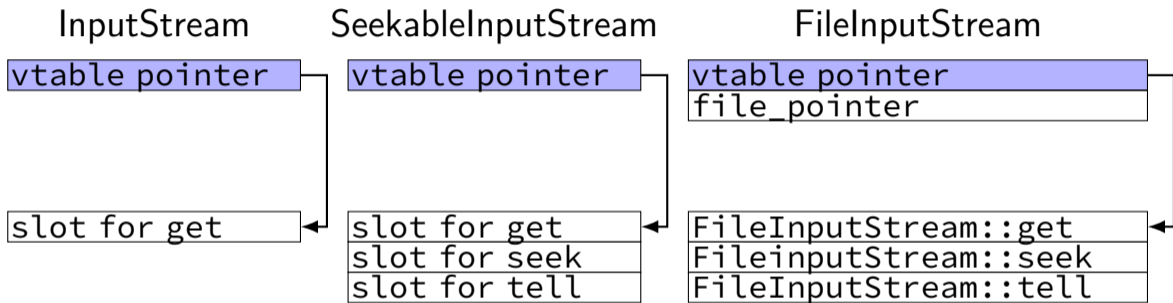 InputStream SeekableInputStream FileInputStream
vtable pointer vtable pointer vtable pointer
file_pointer
slot for get slot for get FileInputStream::get
slot for seek FileinputStream::seek
slot for tell FileInputStream::tell